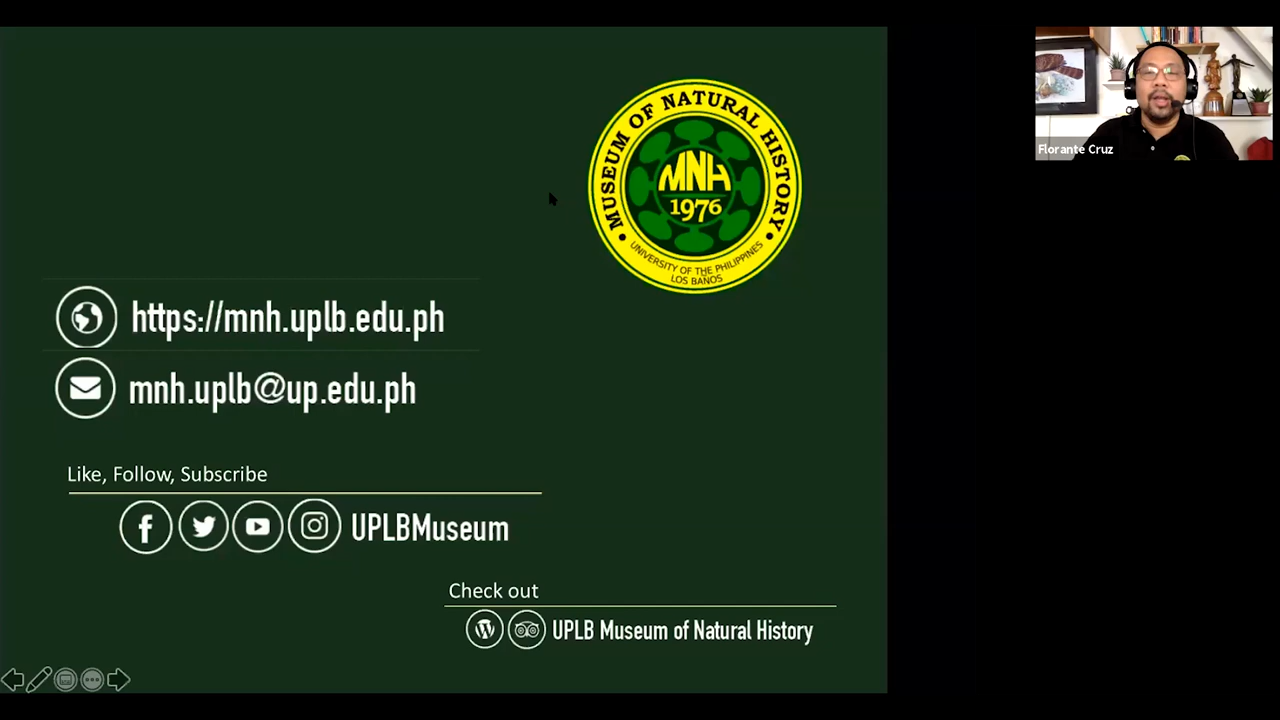 MUSEUM OF NATURAL HISTORY
MNH
1976
UNIVERSITY OF THE PHILIPPINES
LOS BAÑOS
Florante Cruz
https://mnh.uplb.edu.ph
mnh.uplb@up.edu.ph
Like, Follow, Subscribe
UPLBMuseum
Check out
UPLB Museum of Natural History